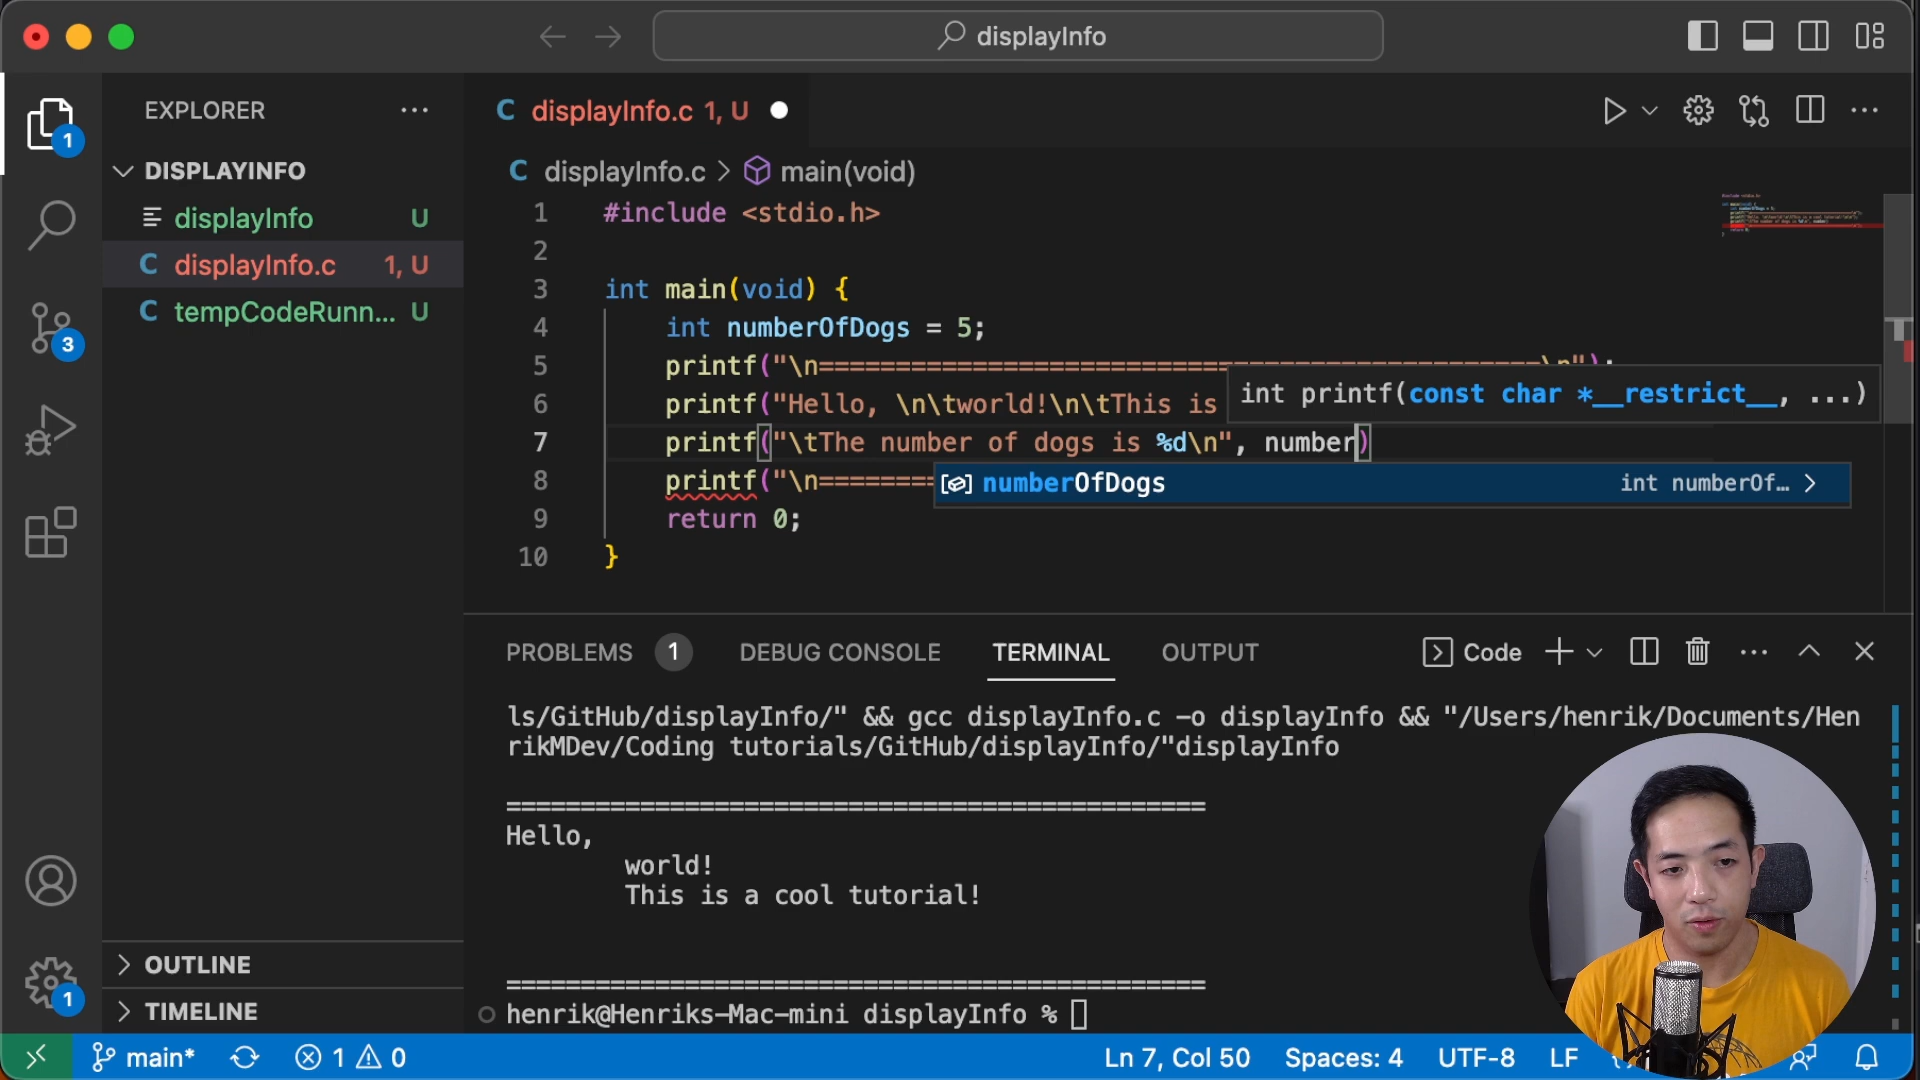 displayInfo
EXPLORER
DISPLAYINFO
displayInfo U
displayInfo.c 1, U
tempCodeRunn... U
OUTLINE
TIMELINE
1
3
1
displayInfo.c 1, U
displayInfo.c > main(void)
1 #include <stdio.h>
2
3 int main(void) {
4 int numberOfDogs = 5;
5 printf("\n===============================================\n");
6 printf("Hello, \n\tworld!\n\tThis is
int printf(const char *__restrict__, ...)
7 printf("\tThe number of dogs is %d\n", number)
8 printf("\n========
numberOfDogs int numberOf...
9 return 0;
10 }
PROBLEMS 1 DEBUG CONSOLE TERMINAL OUTPUT
Code
ls/GitHub/displayInfo/" && gcc displayInfo.c -o displayInfo && "/Users/henrik/Documents/Hen
rikMDev/Coding tutorials/GitHub/displayInfo/"displayInfo
===============================================
Hello,
world!
This is a cool tutorial!
===============================================
henrik@Henriks-Mac-mini displayInfo %
main* 1 0 Ln 7, Col 50 Spaces: 4 UTF-8 LF